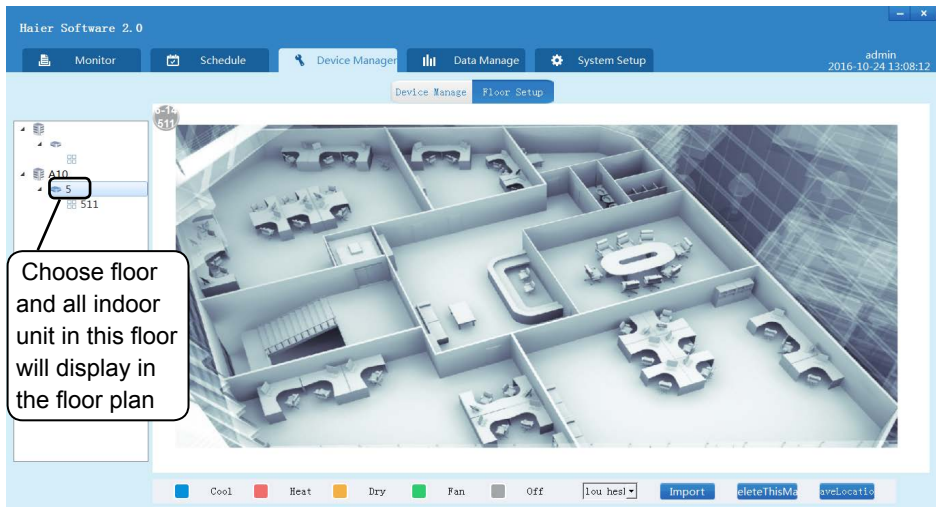 Haier Software 2.0
Monitor
Schedule
Device Manager
Data Manage
System Setup
admin
2016-10-24 13:08:12
Device Manage
Floor Setup
511
A10
5
511
Choose floor
and all indoor
unit in this floor
will display in
the floor plan
Cool
Heat
Dry
Fan
Off
Import
eleteThisMa
aveLocatio